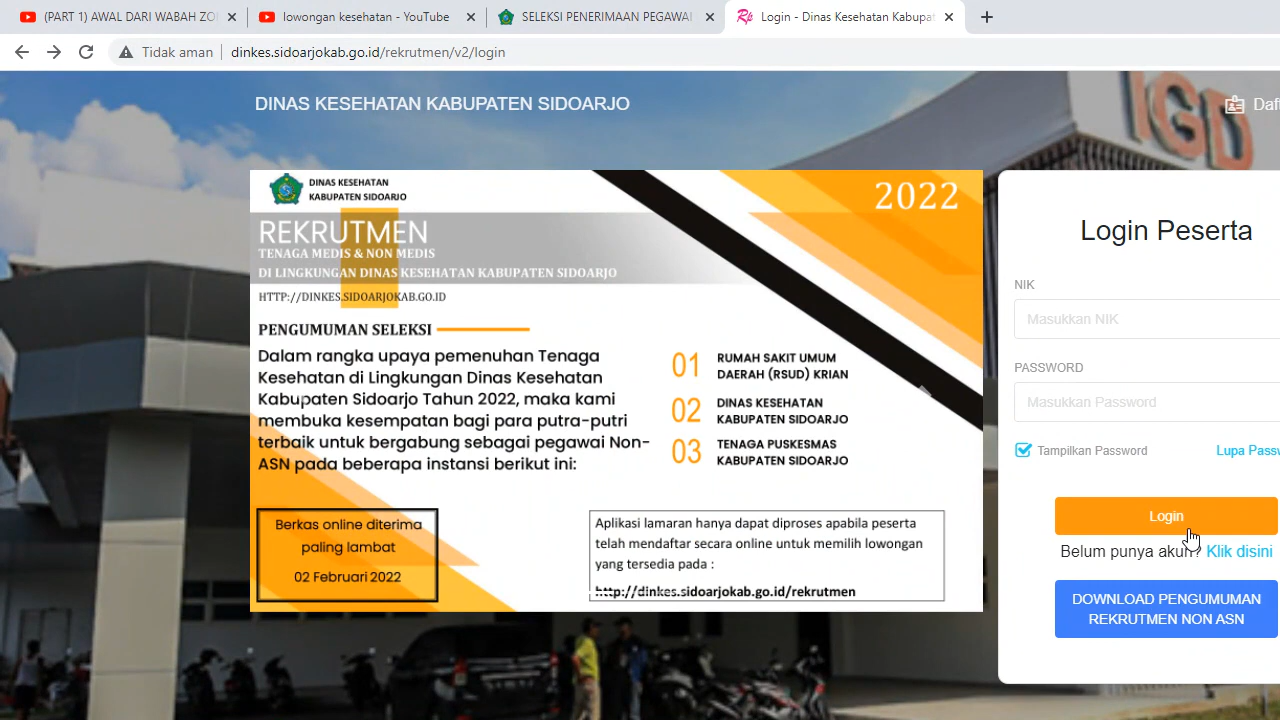 (PART 1) AWAL DARI WABAH ZO
lowongan kesehatan - YouTube
SELEKSI PENERIMAAN PEGAWAI
Login - Dinas Kesehatan Kabupat
Tidak aman
dinkes.sidoarjokab.go.id/rekrutmen/v2/login
DINAS KESEHATAN KABUPATEN SIDOARJO
Daf
IGD
DINAS KESEHATAN
KABUPATEN SIDOARJO
2022
REKRUTMEN
TENAGA MEDIS & NON MEDIS
DI LINGKUNGAN DINAS KESEHATAN KABUPATEN SIDOARJO
HTTP://DINKES.SIDOARJOKAB.GO.ID
PENGUMUMAN SELEKSI
Dalam rangka upaya pemenuhan Tenaga
Kesehatan di Lingkungan Dinas Kesehatan
Kabupaten Sidoarjo Tahun 2022, maka kami
membuka kesempatan bagi para putra-putri
terbaik untuk bergabung sebagai pegawai Non-
ASN pada beberapa instansi berikut ini:
01 RUMAH SAKIT UMUM
DAERAH (RSUD) KRIAN
02 DINAS KESEHATAN
KABUPATEN SIDOARJO
03 TENAGA PUSKESMAS
KABUPATEN SIDOARJO
Berkas online diterima
paling lambat
02 Februari 2022
Aplikasi lamaran hanya dapat diproses apabila peserta
telah mendaftar secara online untuk memilih lowongan
yang tersedia pada :
http://dinkes.sidoarjokab.go.id/rekrutmen
Login Peserta
NIK
Masukkan NIK
PASSWORD
Masukkan Password
Tampilkan Password
Lupa Passw
Login
Belum punya akun? Klik disini
DOWNLOAD PENGUMUMAN
REKRUTMEN NON ASN